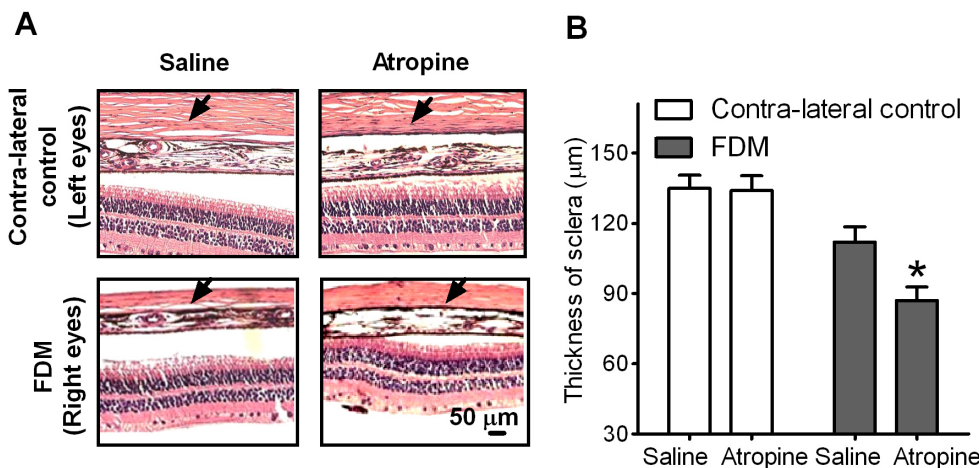 A
Saline
Atropine
Contra-lateral
control
(Left eyes)
FDM
(Right eyes)
50 μm
B
Contra-lateral control
FDM
Thickness of sclera (μm)
150
120
90
60
30
*
Saline
Atropine
Saline
Atropine